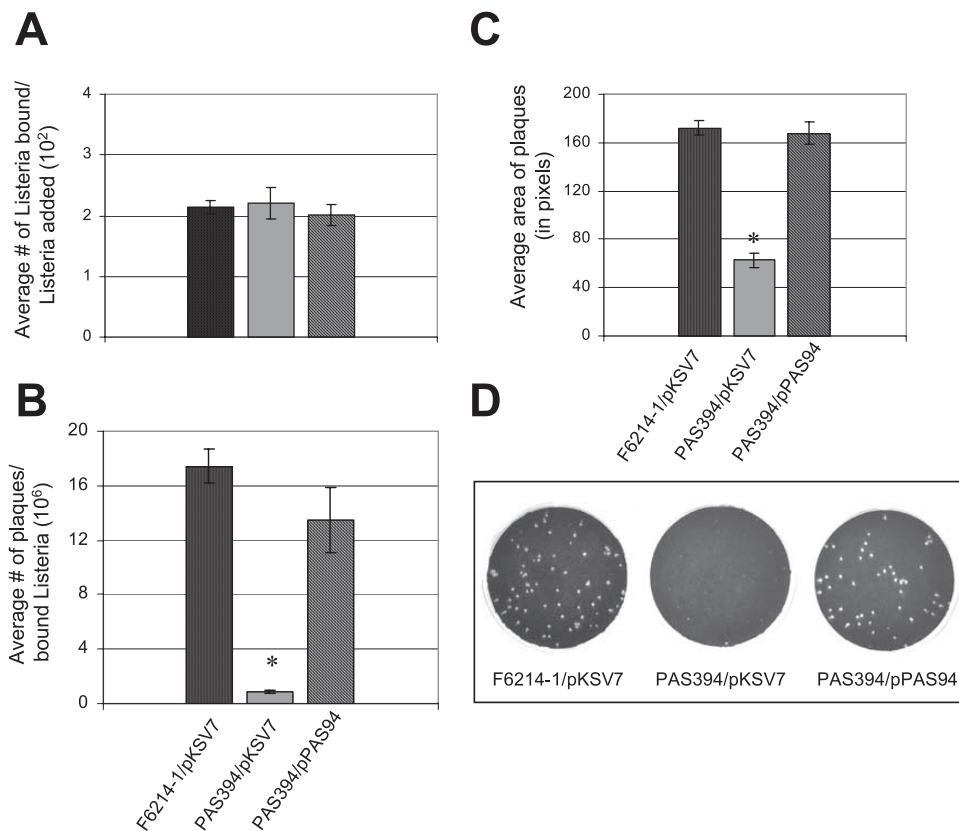 A
Average # of Listeria bound/
Listeria added (10²)
4
3
2
1
0
B
Average # of plaques/
bound Listeria (10⁶)
20
16
12
8
4
0
*
F6214-1/pKSV7
PAS394/pKSV7
PAS394/pPAS94
C
Average area of plaques
(in pixels)
200
160
120
80
40
0
*
F6214-1/pKSV7
PAS394/pKSV7
PAS394/pPAS94
D
F6214-1/pKSV7 PAS394/pKSV7 PAS394/pPAS94